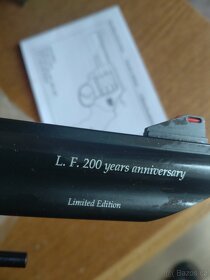 L. F. 200 years anniversary
Limited Edition